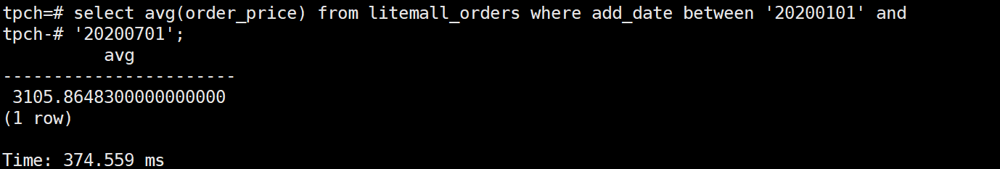 tpch=# select avg(order_price) from litemall_orders where add_date between '20200101' and
tpch-# '20200701';
avg
-----------------------
3105.8648300000000000
(1 row)
Time: 374.559 ms